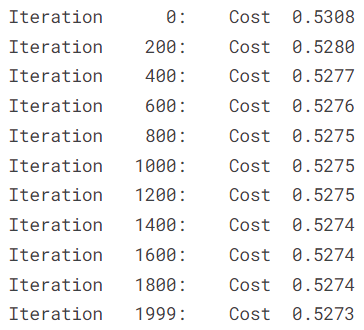 Iteration      0:    Cost  0.5308
Iteration    200:    Cost  0.5280
Iteration    400:    Cost  0.5277
Iteration    600:    Cost  0.5276
Iteration    800:    Cost  0.5275
Iteration   1000:    Cost  0.5275
Iteration   1200:    Cost  0.5275
Iteration   1400:    Cost  0.5274
Iteration   1600:    Cost  0.5274
Iteration   1800:    Cost  0.5274
Iteration   1999:    Cost  0.5273